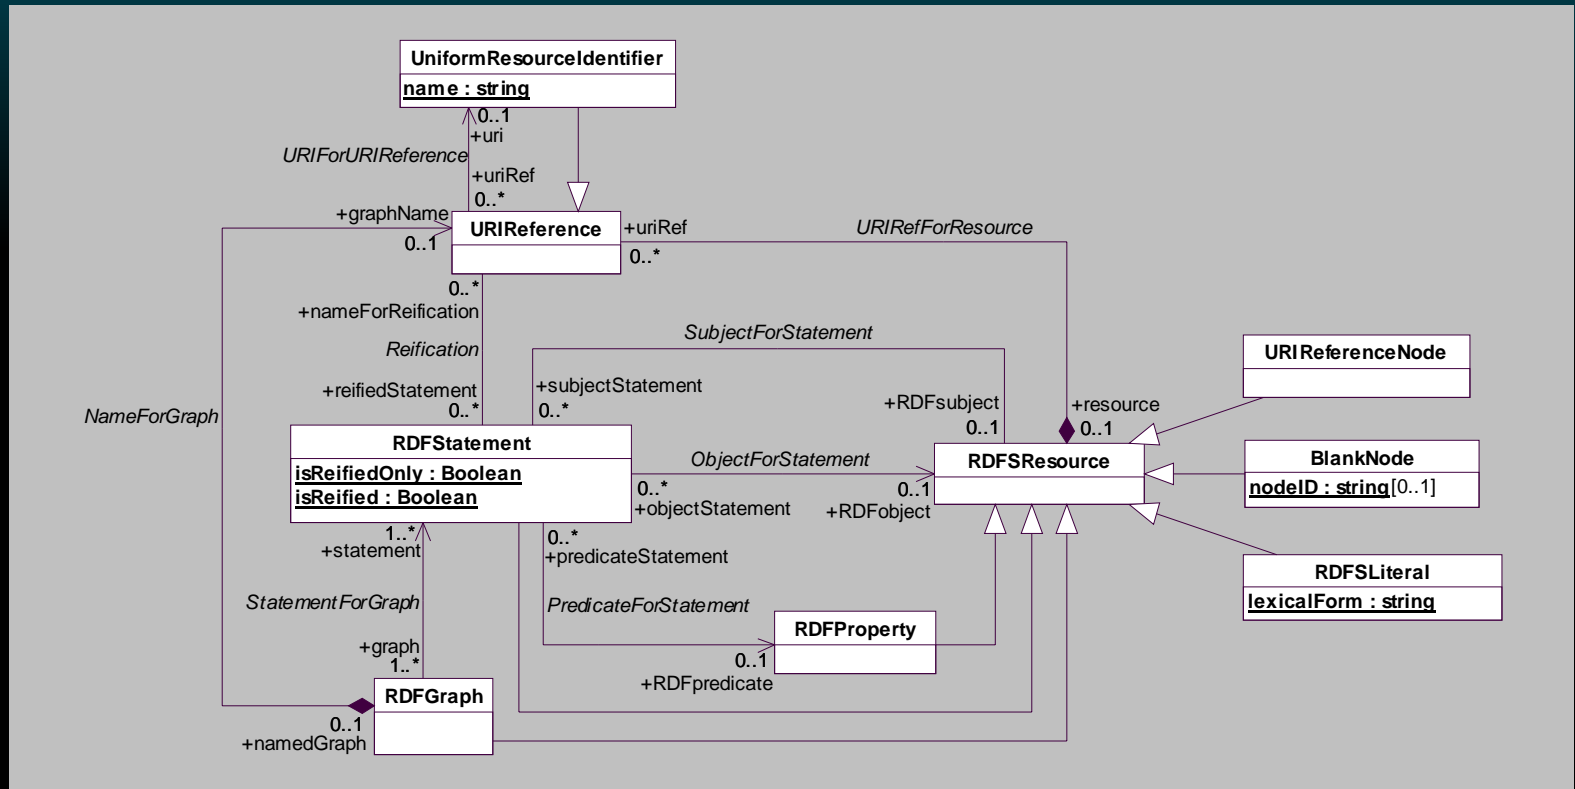 UniformResourceIdentifier
name : string
0..1
+uri
URIForURIReference
+uriRef
0..*
+graphName
0..1
URIReference
+uriRef
0..*
URIRefForResource
0..*
+nameForReification
Reification
+reifiedStatement
0..*
SubjectForStatement
+subjectStatement
0..*
+RDFsubject
0..1
+resource
0..1
URIReferenceNode
NameForGraph
RDFStatement
isReifiedOnly : Boolean
isReified : Boolean
ObjectForStatement
0..*
+objectStatement
0..1
+RDFobject
RDFSResource
BlankNode
nodeID : string[0..1]
1..*
+statement
0..*
+predicateStatement
StatementForGraph
PredicateForStatement
RDFSLiteral
lexicalForm : string
+graph
1..*
RDFProperty
0..1
+RDFpredicate
RDFGraph
0..1
+namedGraph